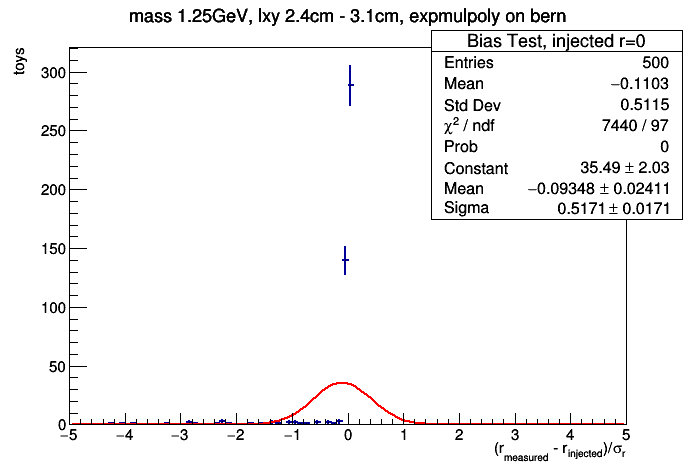 mass 1.25GeV, lxy 2.4cm - 3.1cm, expmulpoly on bern
toys
Bias Test, injected r=0
Entries 500
Mean −0.1103
Std Dev 0.5115
χ² / ndf 7440 / 97
Prob 0
Constant 35.49 ± 2.03
Mean −0.09348 ± 0.02411
Sigma 0.5171 ± 0.0171
300
250
200
150
100
50
0
−5 −4 −3 −2 −1 0 1 2 3 4 5
(r_measured - r_injected)/σ_r